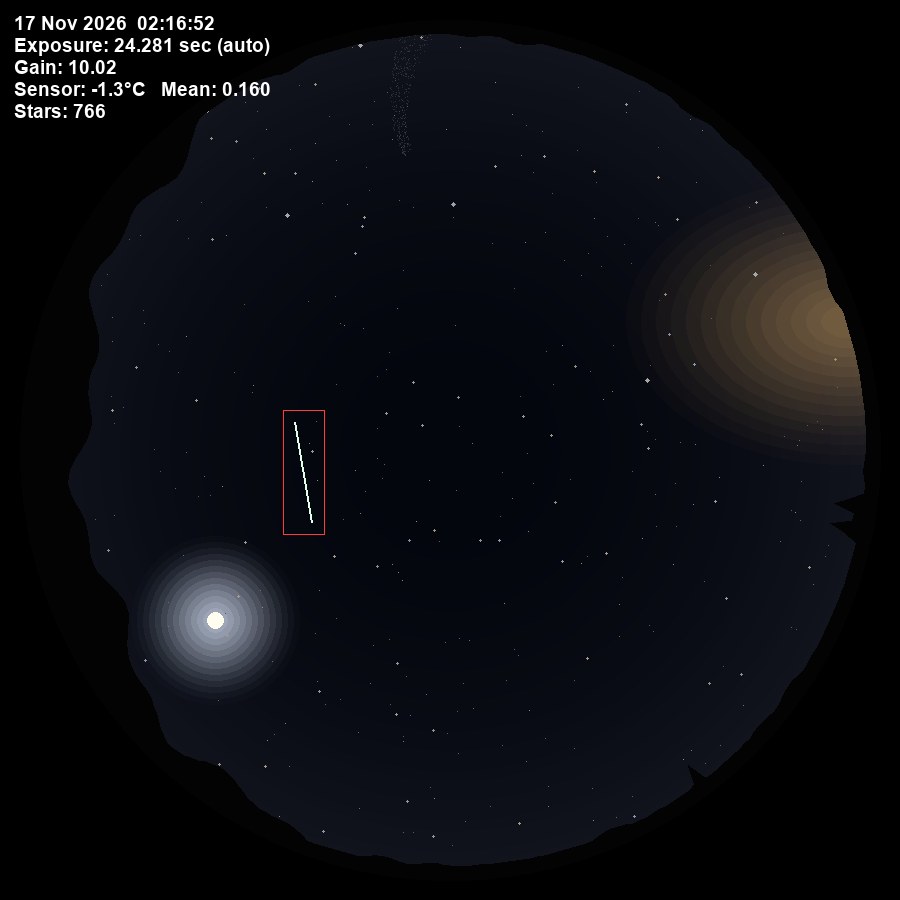 17 Nov 2026  02:16:52
Exposure: 24.281 sec (auto)
Gain: 10.02
Sensor: -1.3°C   Mean: 0.160
Stars: 766